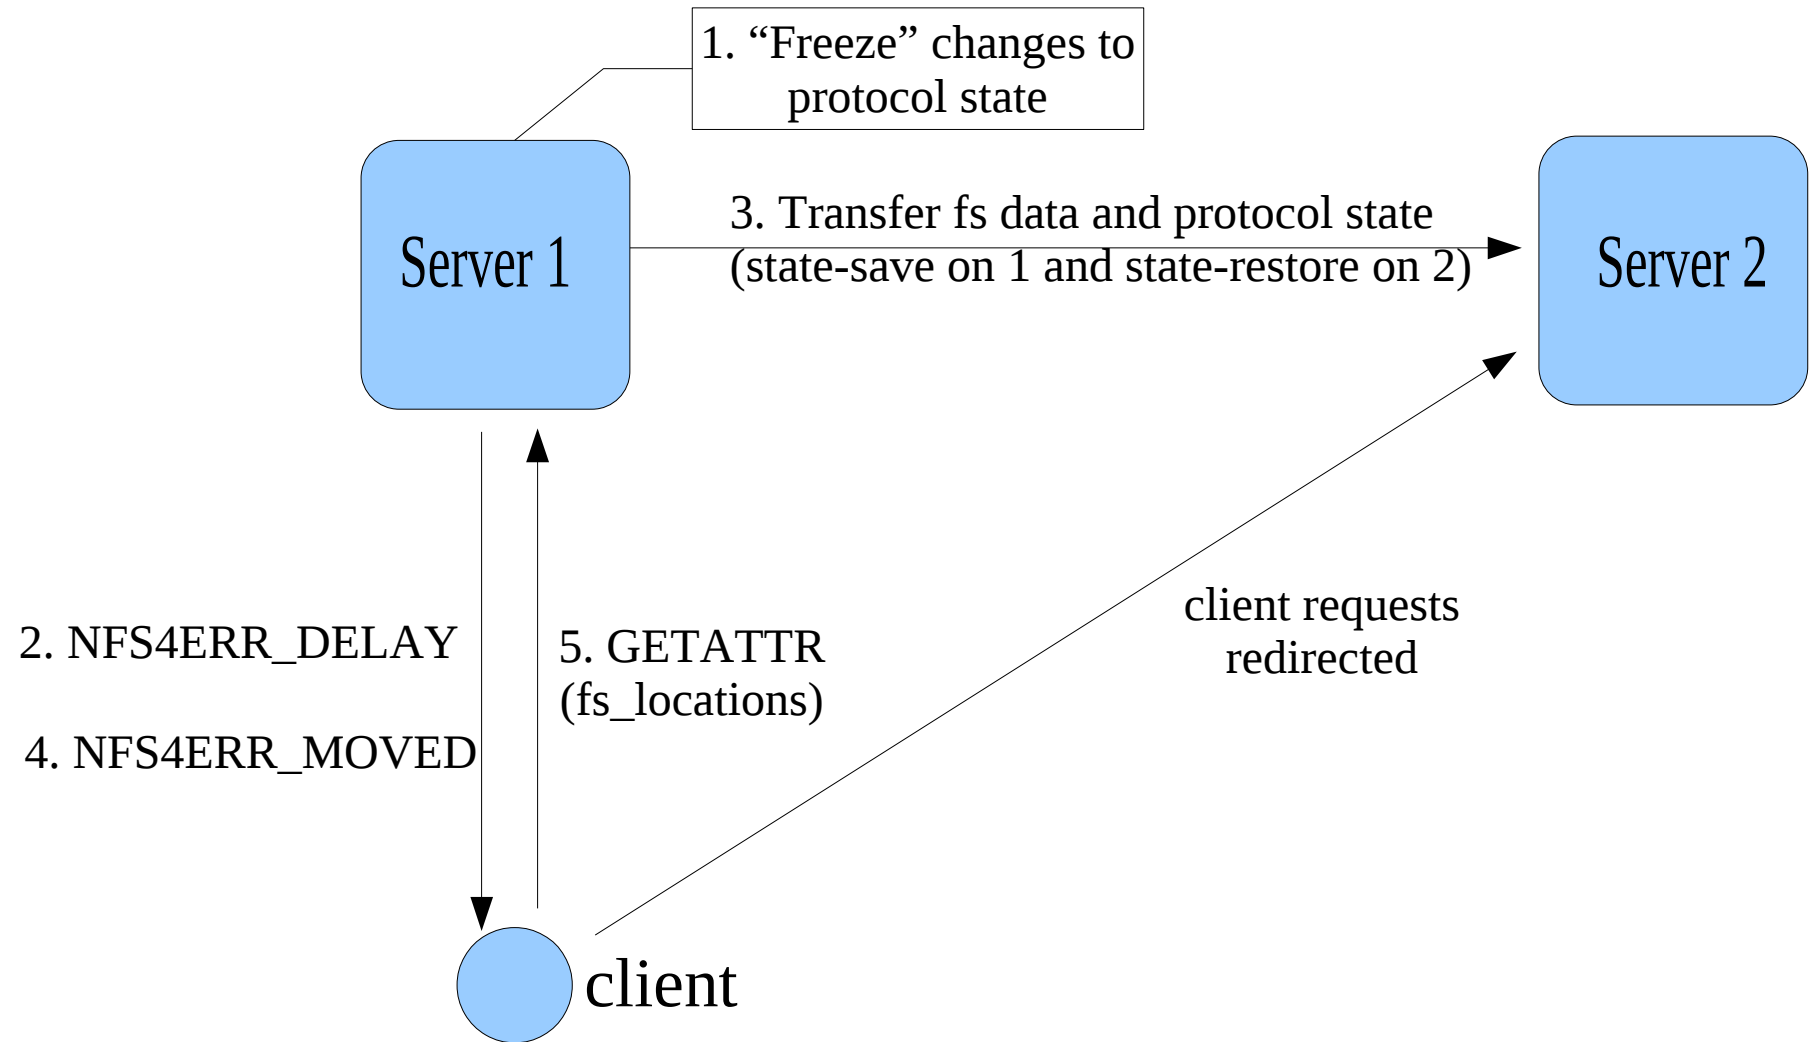 1. “Freeze” changes to
protocol state
Server 1
3. Transfer fs data and protocol state
(state-save on 1 and state-restore on 2)
Server 2
2. NFS4ERR_DELAY
4. NFS4ERR_MOVED
5. GETATTR
(fs_locations)
client requests
redirected
client